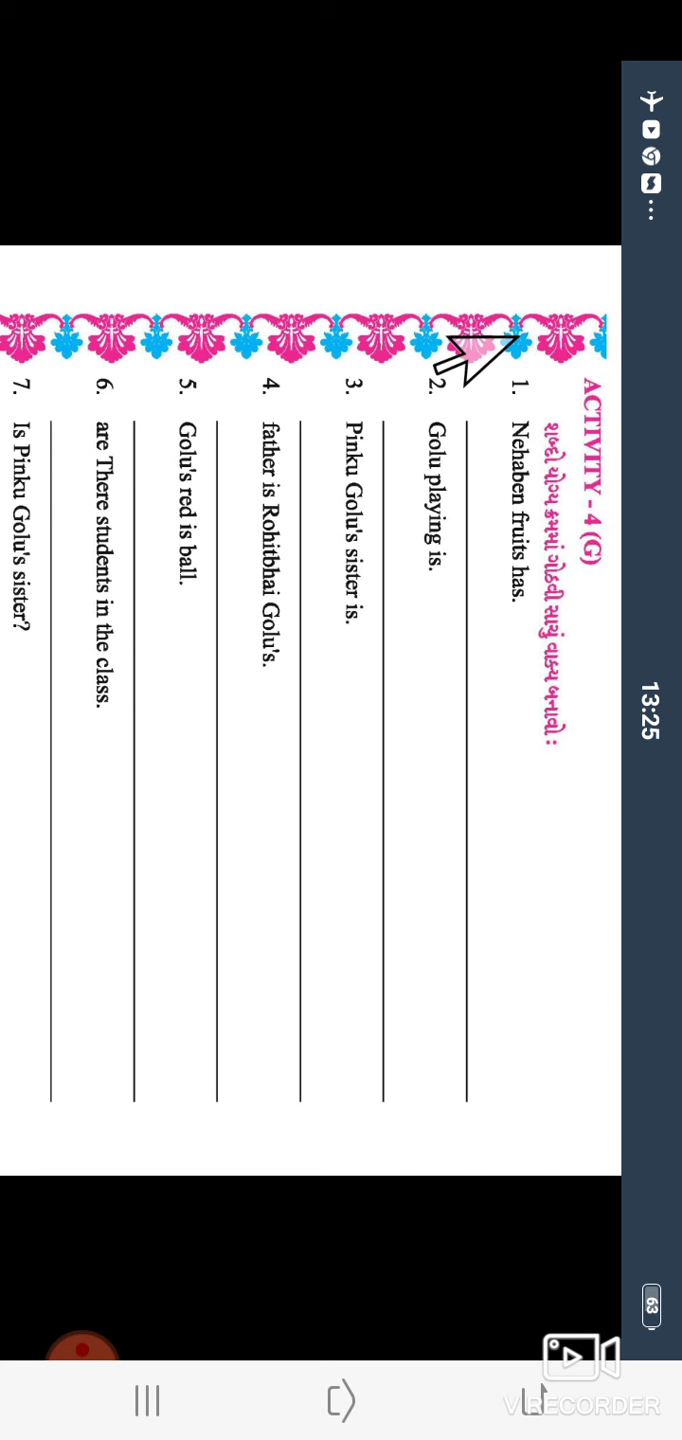 13:25
63
ACTIVITY - 4 (G)
શબ્દો યોગ્ય ક્રમમાં ગોઠવી સાચું વાક્ય બનાવો :
1. Nehaben fruits has.
2. Golu playing is.
3. Pinku Golu's sister is.
4. father is Rohitbhai Golu's.
5. Golu's red is ball.
6. are There students in the class.
7. Is Pinku Golu's sister?
V RECORDER